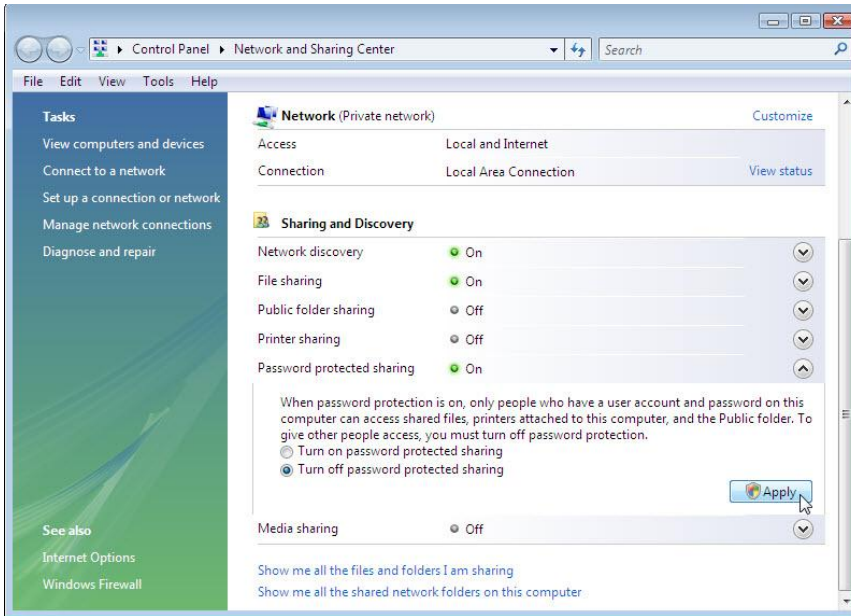 Control Panel Network and Sharing Center Search
File Edit View Tools Help
Tasks
View computers and devices
Connect to a network
Set up a connection or network
Manage network connections
Diagnose and repair
See also
Internet Options
Windows Firewall
Network (Private network) Customize
Access Local and Internet
Connection Local Area Connection View status
Sharing and Discovery
Network discovery On
File sharing On
Public folder sharing Off
Printer sharing Off
Password protected sharing On
When password protection is on, only people who have a user account and password on this
computer can access shared files, printers attached to this computer, and the Public folder. To
give other people access, you must turn off password protection.
Turn on password protected sharing
Turn off password protected sharing
Apply
Media sharing Off
Show me all the files and folders I am sharing
Show me all the shared network folders on this computer